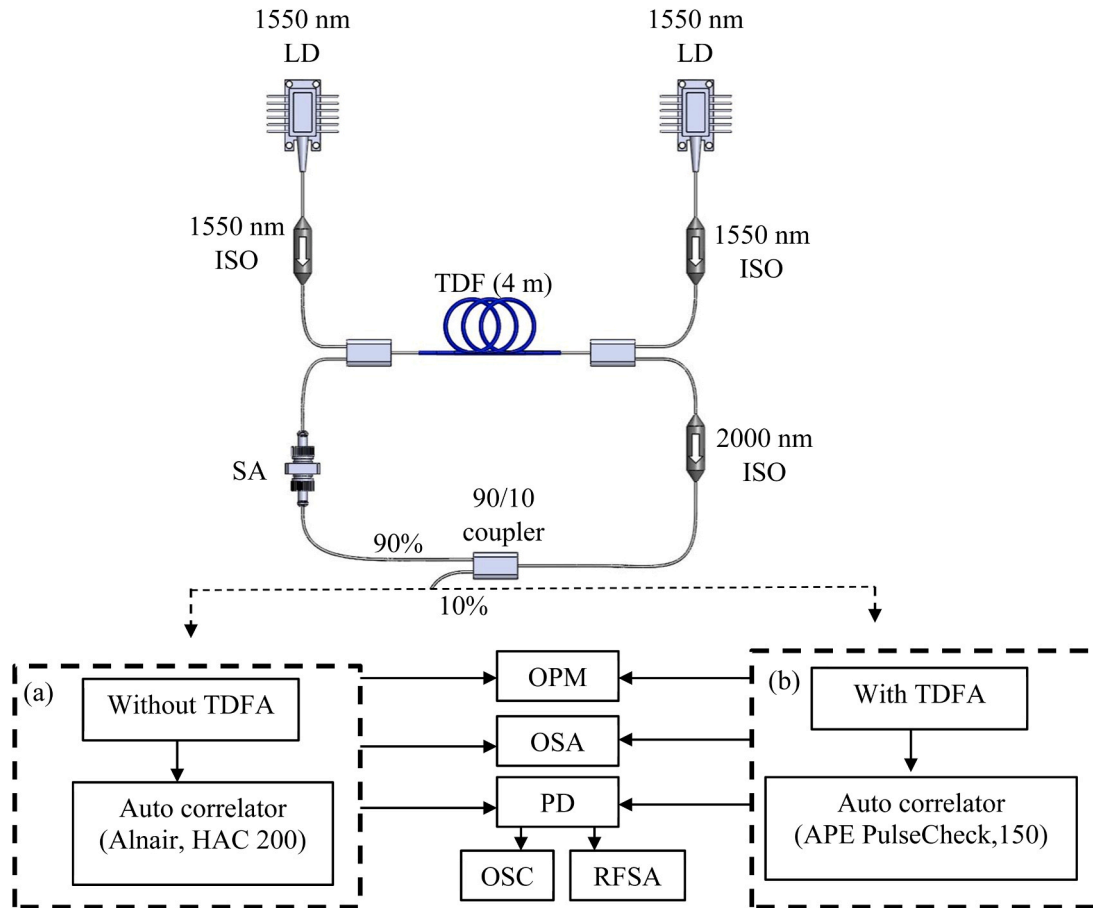 1550 nm
LD
1550 nm
LD
1550 nm
ISO
1550 nm
ISO
TDF (4 m)
2000 nm
ISO
SA
90/10
coupler
90%
10%
(a)
Without TDFA
Auto correlator
(Alnair, HAC 200)
OPM
OSA
PD
OSC
RFSA
(b)
With TDFA
Auto correlator
(APE PulseCheck,150)